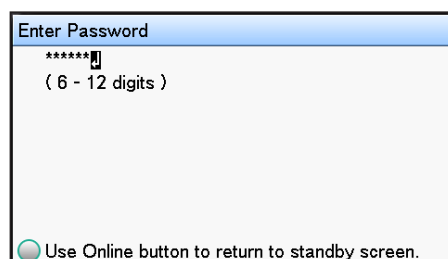 Enter Password
******↵
( 6 - 12 digits )
Use Online button to return to standby screen.